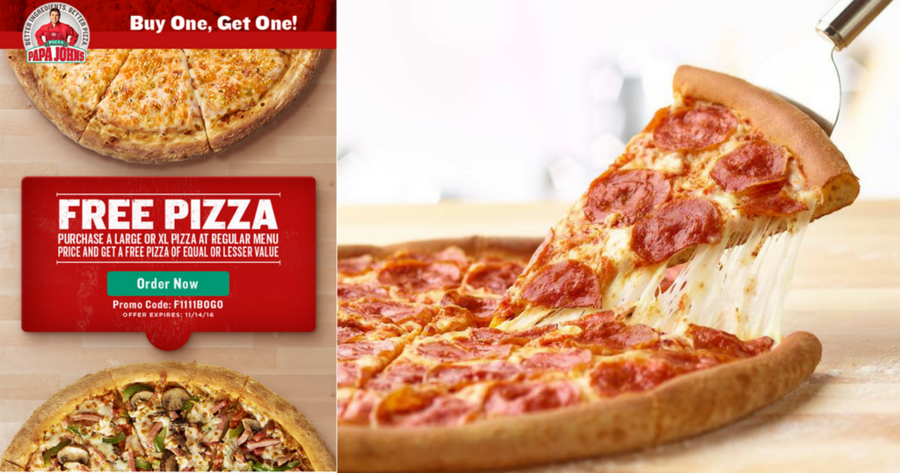 BETTER INGREDIENTS. BETTER PIZZA.
PIZZA
PAPA JOHNS
Buy One, Get One!
FREE PIZZA
PURCHASE A LARGE OR XL PIZZA AT REGULAR MENU
PRICE AND GET A FREE PIZZA OF EQUAL OR LESSER VALUE
Order Now
Promo Code: F1111BOGO
OFFER EXPIRES: 11/14/16